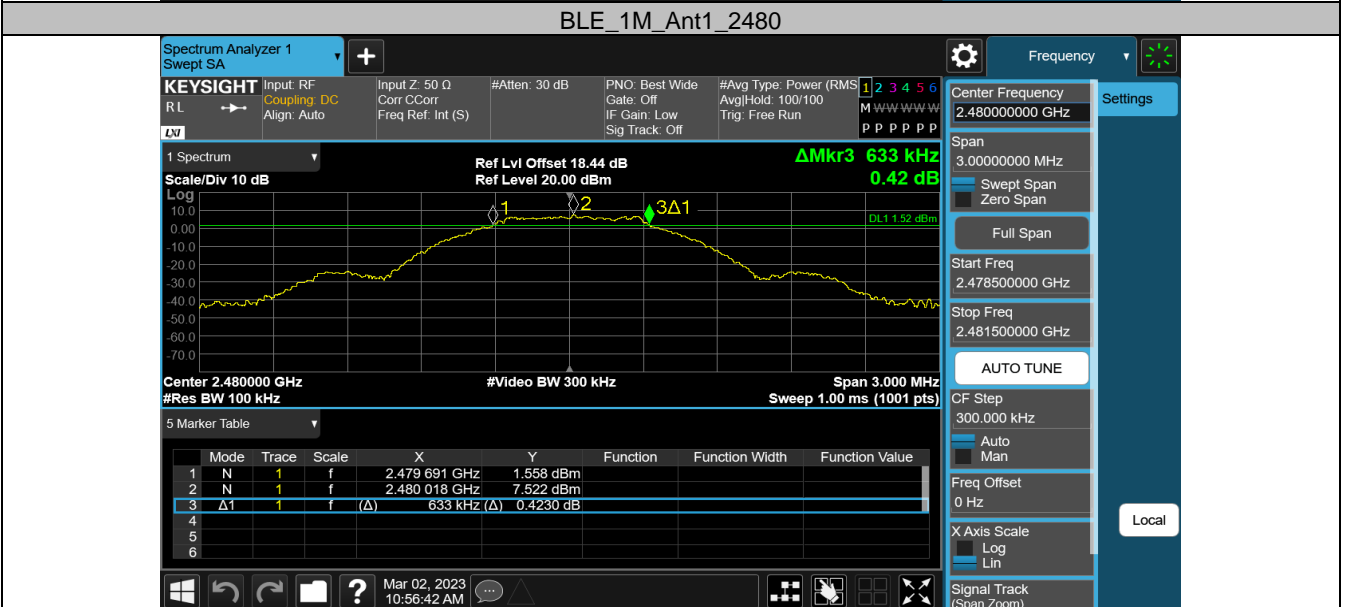 BLE_1M_Ant1_2480
Spectrum Analyzer 1
Swept SA
Frequency
KEYSIGHT
RL
LXI
Input: RF
Coupling: DC
Align: Auto
Input Z: 50 Ω
Corr CCorr
Freq Ref: Int (S)
#Atten: 30 dB
PNO: Best Wide
Gate: Off
IF Gain: Low
Sig Track: Off
#Avg Type: Power (RMS
Avg|Hold: 100/100
Trig: Free Run
1 2 3 4 5 6
M W W W W W
P P P P P P
1 Spectrum
Scale/Div 10 dB
Ref Lvl Offset 18.44 dB
Ref Level 20.00 dBm
ΔMkr3 633 kHz
0.42 dB
Log
10.0
0.00
-10.0
-20.0
-30.0
-40.0
-50.0
-60.0
-70.0
1
2
3Δ1
DL1 1.52 dBm
Center 2.480000 GHz
#Video BW 300 kHz
Span 3.000 MHz
#Res BW 100 kHz
Sweep 1.00 ms (1001 pts)
5 Marker Table
Mode Trace Scale X Y Function Function Width Function Value
1 N 1 f 2.479 691 GHz 1.558 dBm
2 N 1 f 2.480 018 GHz 7.522 dBm
3 Δ1 1 f (Δ) 633 kHz (Δ) 0.4230 dB
4
5
6
Mar 02, 2023
10:56:42 AM
Center Frequency
2.480000000 GHz
Settings
Span
3.00000000 MHz
Swept Span
Zero Span
Full Span
Start Freq
2.478500000 GHz
Stop Freq
2.481500000 GHz
AUTO TUNE
CF Step
300.000 kHz
Auto
Man
Freq Offset
0 Hz
Local
X Axis Scale
Log
Lin
Signal Track
(Span Zoom)